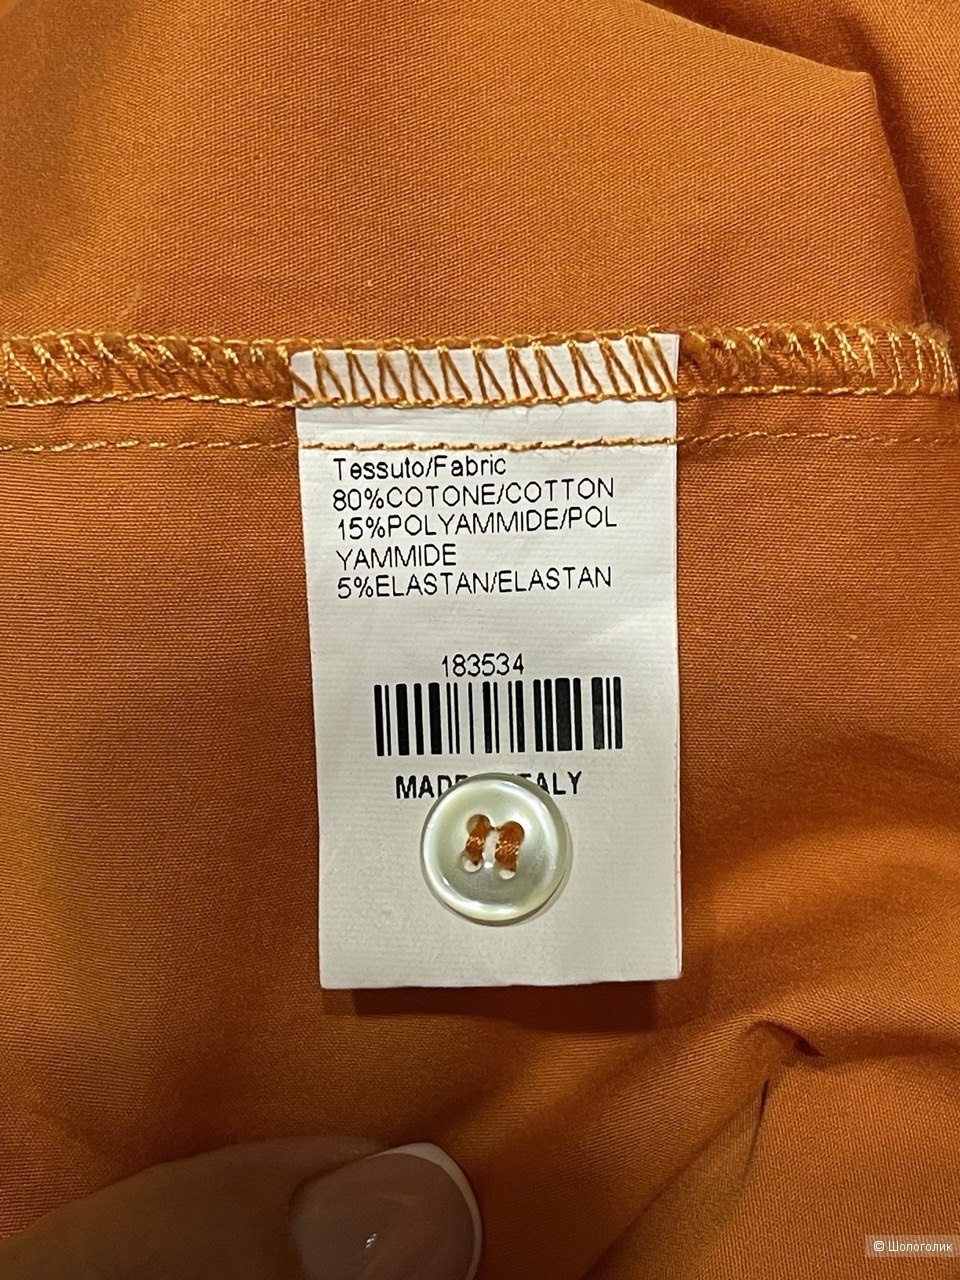 Tessuto/Fabric
80%COTONE/COTTON
15%POLYAMMIDE/POL
YAMMIDE
5%ELASTAN/ELASTAN
183534
© Шопоголик